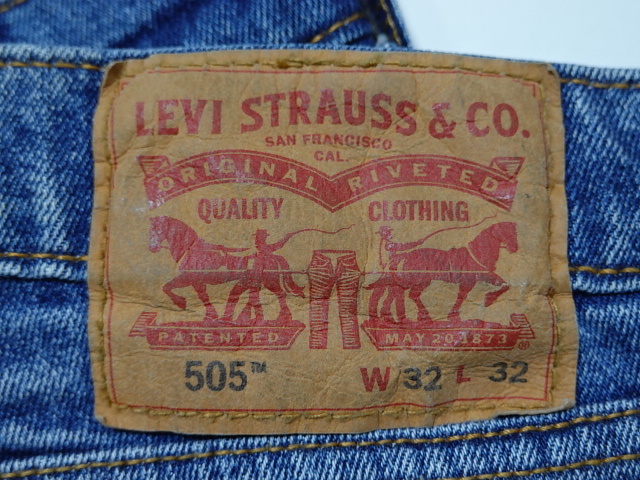 LEVI STRAUSS & CO.
SAN FRANCISCO
CAL.
ORIGINAL RIVETED
QUALITY CLOTHING
PATENTED MAY 20 1873 ®
505™ W 32 L 32